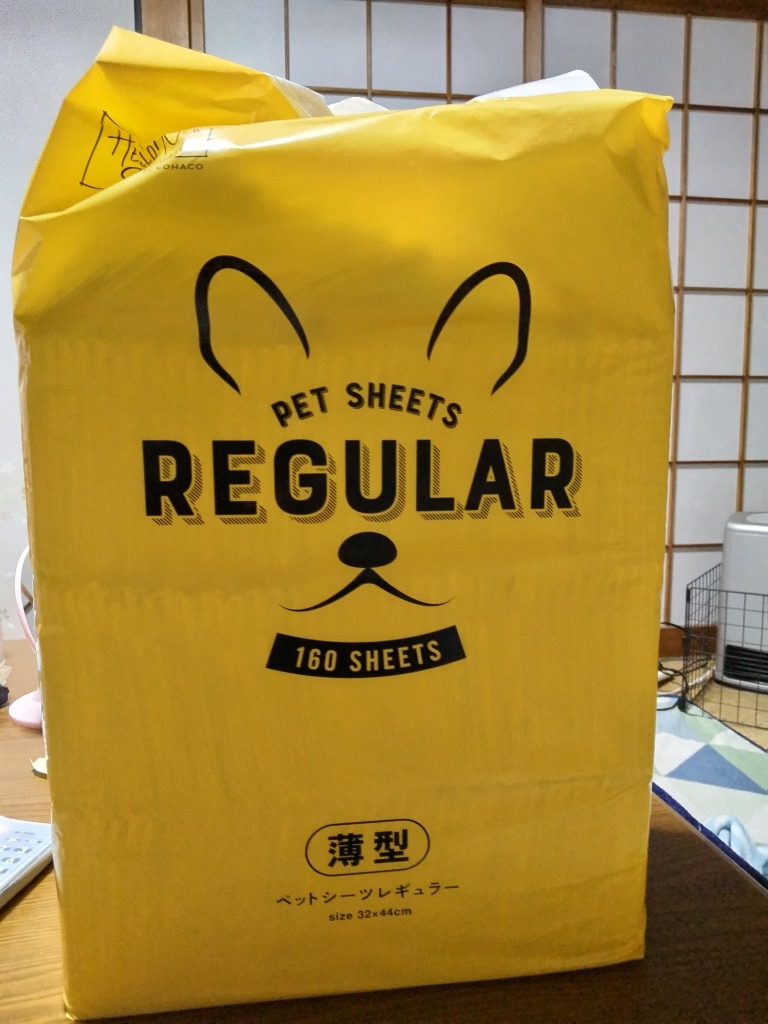 LOHACO
PET SHEETS
REGULAR
160 SHEETS
薄型
ペットシーツレギュラー
size 32×44cm